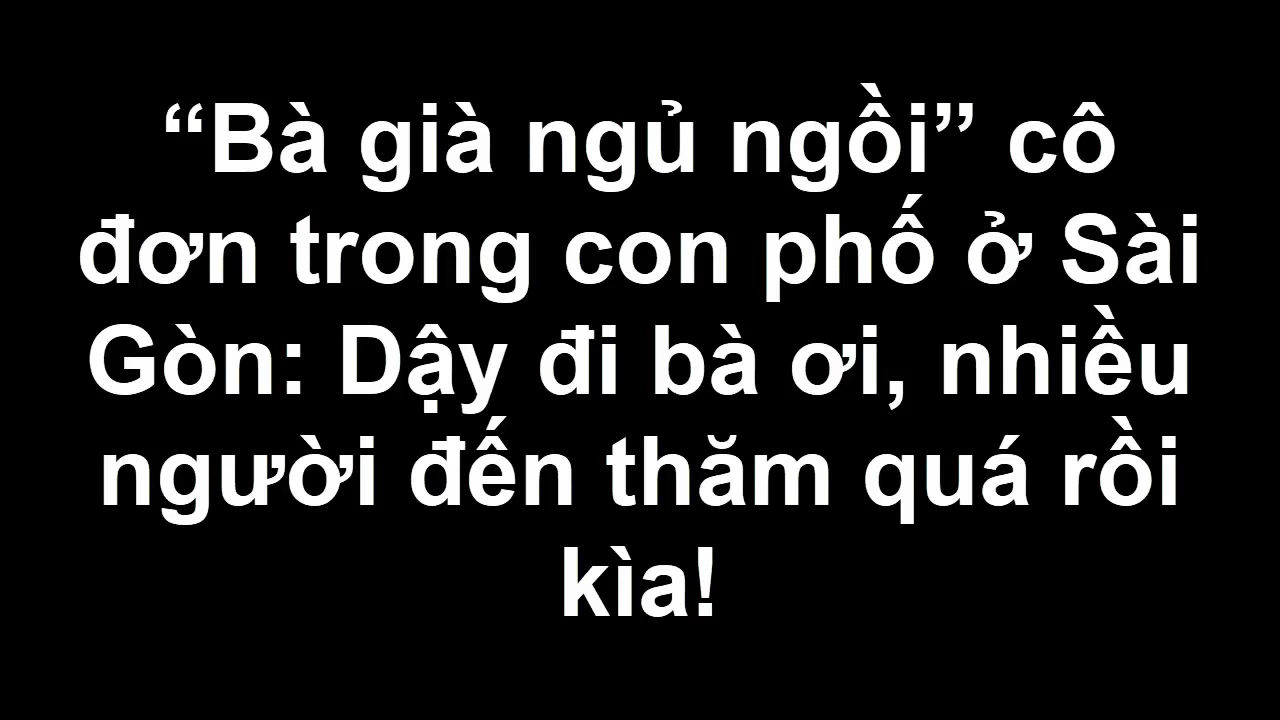 “Bà già ngủ ngồi” cô
đơn trong con phố ở Sài
Gòn: Dậy đi bà ơi, nhiều
người đến thăm quá rồi
kìa!